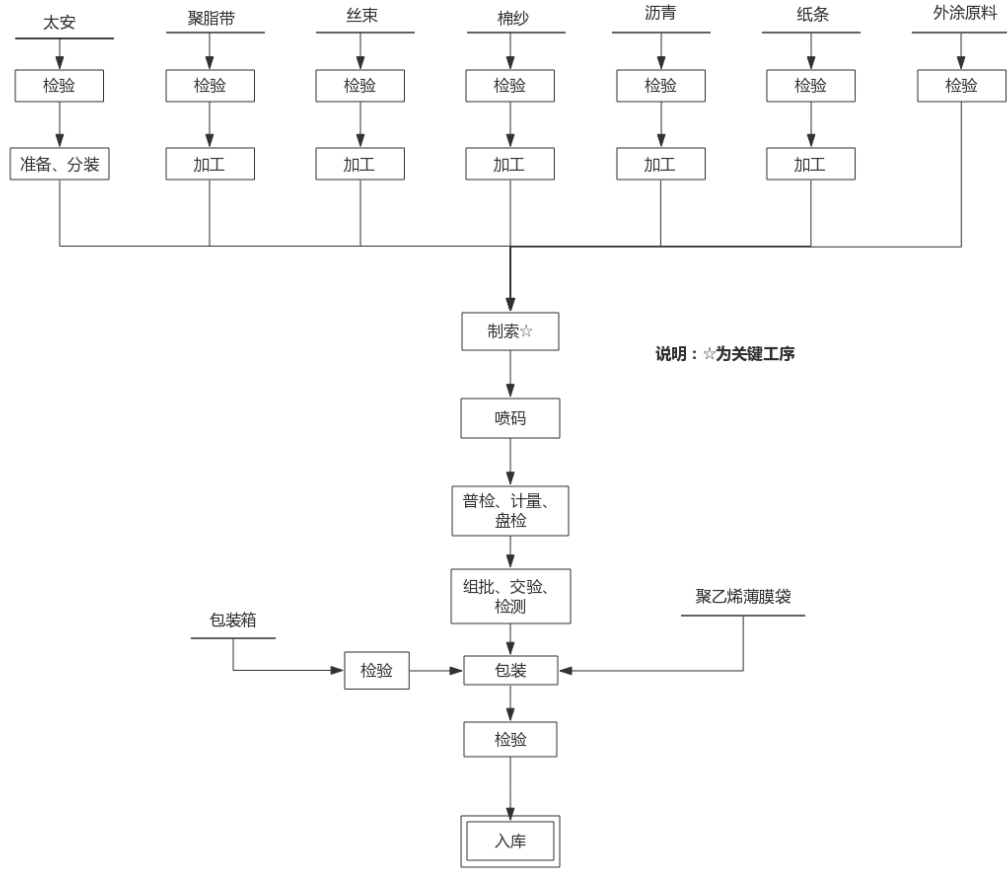 太安
聚脂带
丝束
棉纱
沥青
纸条
外涂原料
检验
检验
检验
检验
检验
检验
检验
准备、分装
加工
加工
加工
加工
加工
制索☆
说明：☆为关键工序
喷码
普检、计量、
盘检
组批、交验、
检测
包装箱
聚乙烯薄膜袋
检验
包装
检验
入库